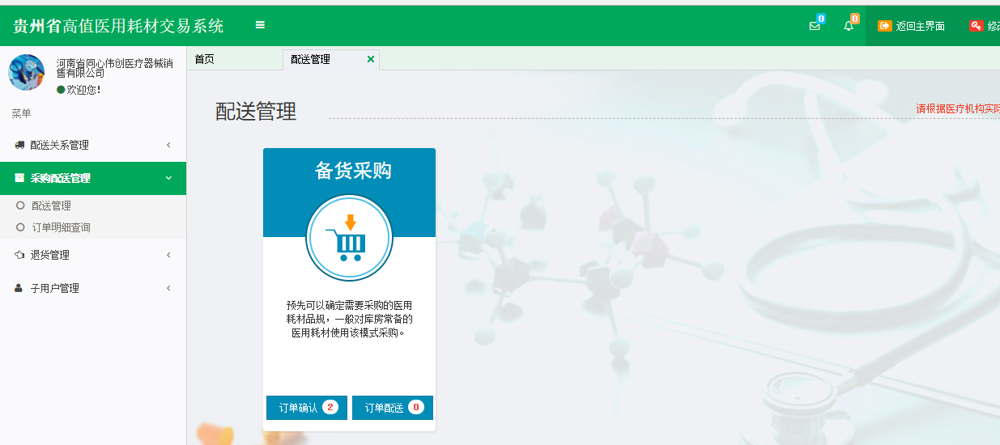 贵州省高值医用耗材交易系统
0
0
返回主界面
修改
河南省同心伟创医疗器械销
售有限公司
欢迎您!
菜单
配送关系管理
采购配送管理
配送管理
订单明细查询
退货管理
子用户管理
首页
配送管理
配送管理
请根据医疗机构实际
备货采购
预先可以确定需要采购的医用
耗材品规，一般对库房常备的
医用耗材使用该模式采购。
订单确认 2
订单配送 0